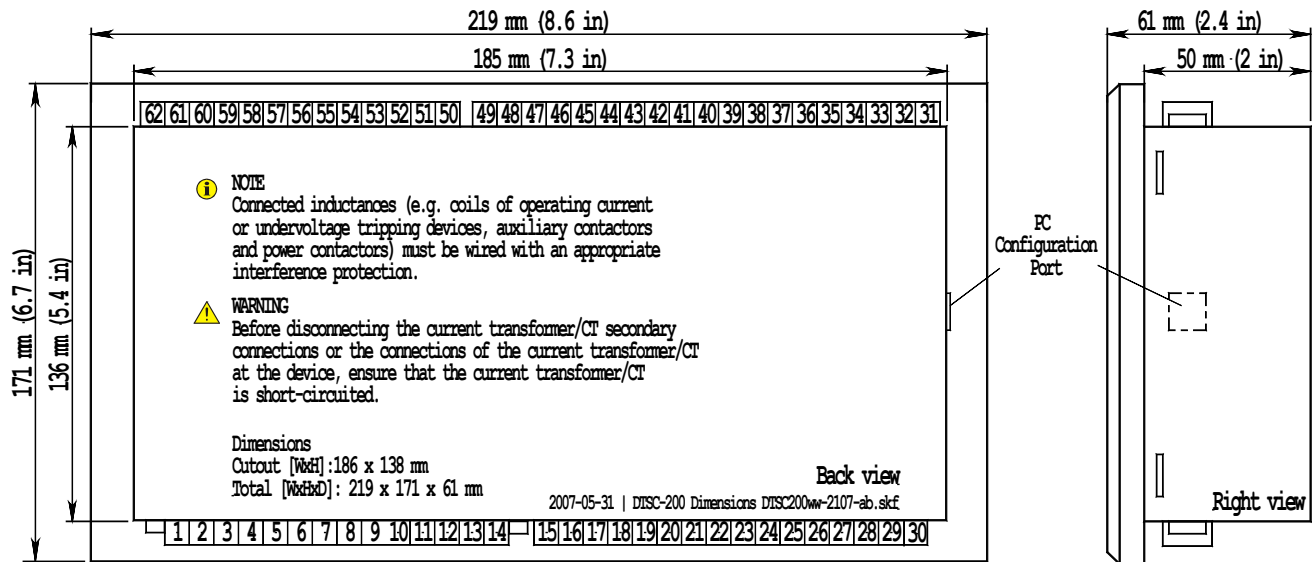 219 mm (8.6 in)
61 mm (2.4 in)
185 mm (7.3 in)
50 mm (2 in)
62 61 60 59 58 57 56 55 54 53 52 51 50 49 48 47 46 45 44 43 42 41 40 39 38 37 36 35 34 33 32 31
171 mm (6.7 in)
136 mm (5.4 in)
NOTE
Connected inductances (e.g. coils of operating current
or undervoltage tripping devices, auxiliary contactors
and power contactors) must be wired with an appropriate
interference protection.
WARNING
Before disconnecting the current transformer/CT secondary
connections or the connections of the current transformer/CT
at the device, ensure that the current transformer/CT
is short-circuited.
Dimensions
Cutout [WxH]:186 x 138 mm
Total [WxHxD]: 219 x 171 x 61 mm
Back view
2007-05-31 | DTSC-200 Dimensions DTSC200ww-2107-ab.skf
1 2 3 4 5 6 7 8 9 10 11 12 13 14 15 16 17 18 19 20 21 22 23 24 25 26 27 28 29 30
PC
Configuration
Port
Right view